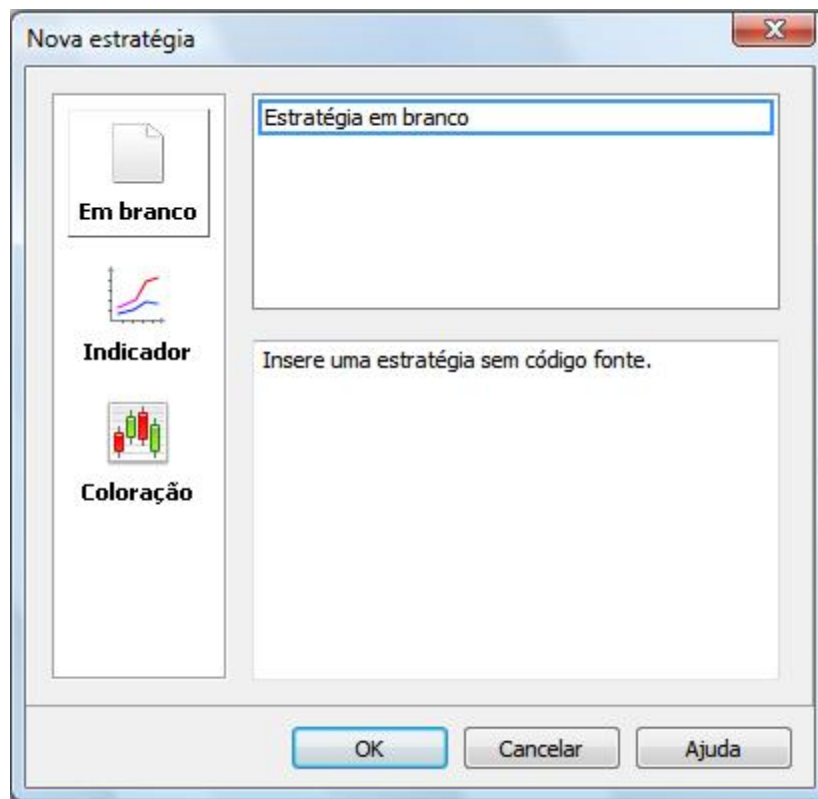 Nova estratégia
Em branco
Indicador
Coloração
Estratégia em branco
Insere uma estratégia sem código fonte.
OK
Cancelar
Ajuda